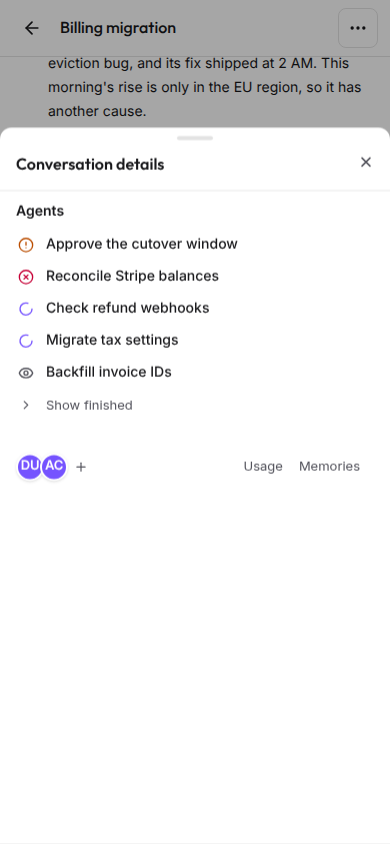 Billing migration
eviction bug, and its fix shipped at 2 AM. This
morning's rise is only in the EU region, so it has
another cause.
Conversation details
Agents
Approve the cutover window
Reconcile Stripe balances
Check refund webhooks
Migrate tax settings
Backfill invoice IDs
Show finished
DU AC + Usage Memories